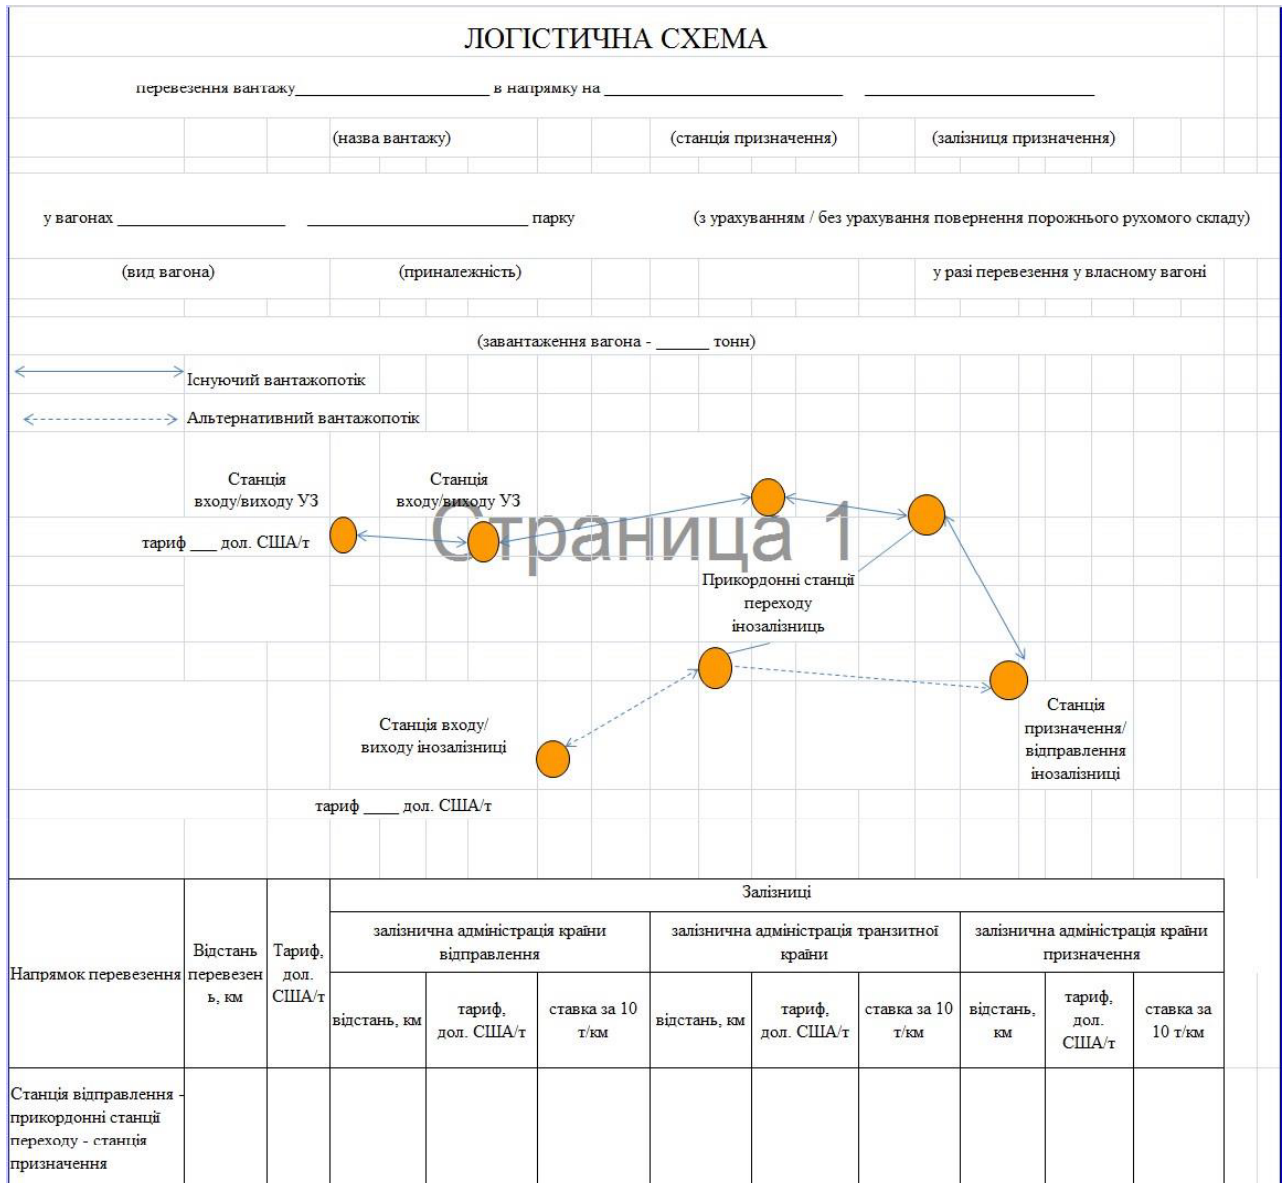 ЛОГІСТИЧНА СХЕМА
перевезення вантажу______________________ в напрямку на ___________________________ __________________________
(назва вантажу) (станція призначення) (залізниця призначення)
у вагонах ___________________ _________________________ парку (з урахуванням / без урахування повернення порожнього рухомого складу)
(вид вагона) (приналежність) у разі перевезення у власному вагоні
(завантаження вагона - ______ тонн)
Існуючий вантажопотік
Альтернативний вантажопотік
Станція
входу/виходу УЗ
Станція
входу/виходу УЗ
тариф ___ дол. США/т
Страница 1
Прикордонні станції
переходу
інозалізниць
Станція входу/
виходу інозалізниці
Станція
призначення/
відправлення
інозалізниці
тариф ____ дол. США/т
Напрямок перевезення
Відстань
перевезен
ь, км
Тариф,
дол.
США/т
Залізниці
залізнична адміністрація країни
відправлення
залізнична адміністрація транзитної
країни
залізнична адміністрація країни
призначення
відстань, км
тариф,
дол. США/т
ставка за 10
т/км
відстань, км
тариф,
дол. США/т
ставка за 10
т/км
відстань,
км
тариф,
дол.
США/т
ставка за
10 т/км
Станція відправлення -
прикордонні станції
переходу - станція
призначення